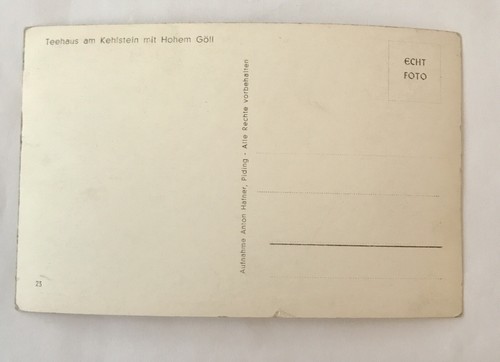 Teehaus am Kehlstein mit Hohem Göll
ECHT
FOTO
Aufnahme Anton Hafner, Piding - Alle Rechte vorbehalten
23